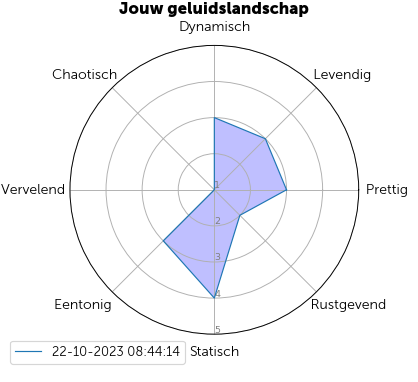 Jouw geluidslandschap
Dynamisch
Chaotisch
Levendig
Vervelend
1
Prettig
2
3
4
Eentonig
Rustgevend
5
22-10-2023 08:44:14
Statisch